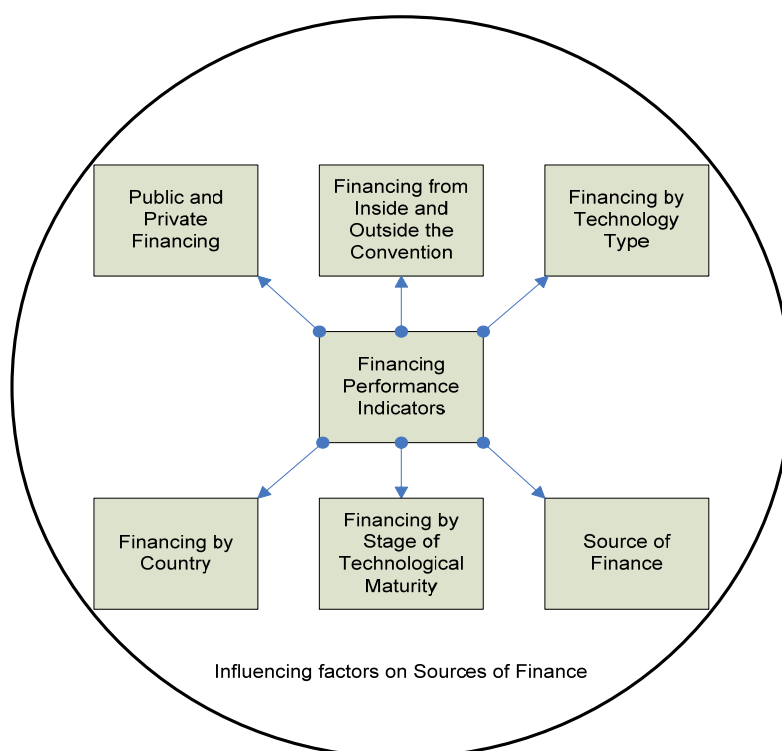 Public and
Private
Financing
Financing from
Inside and
Outside the
Convention
Financing by
Technology
Type
Financing
Performance
Indicators
Financing by
Country
Financing by
Stage of
Technological
Maturity
Source of
Finance
Influencing factors on Sources of Finance